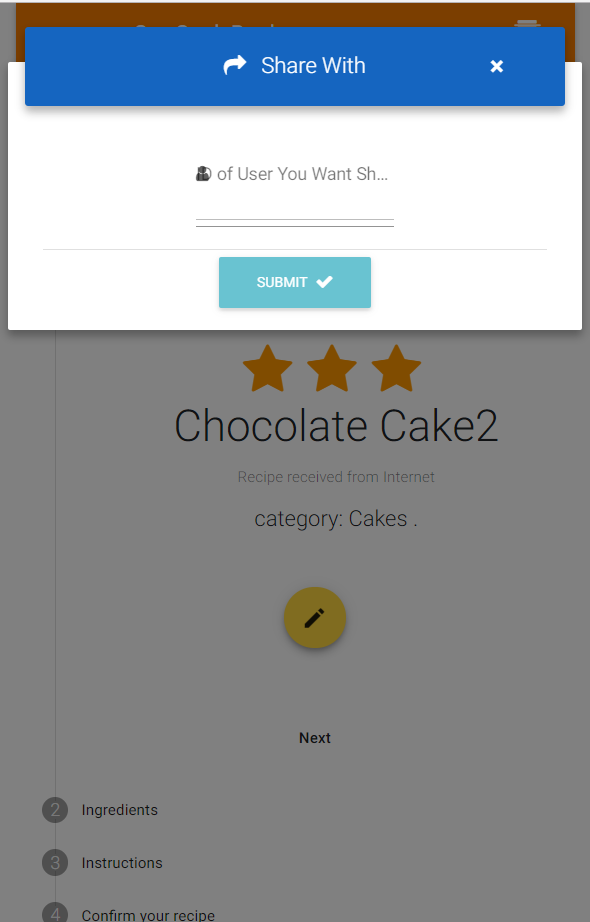 Share With
of User You Want Sh...
SUBMIT
Chocolate Cake2
Recipe received from Internet
category: Cakes .
Next
2 Ingredients
3 Instructions
4 Confirm your recipe